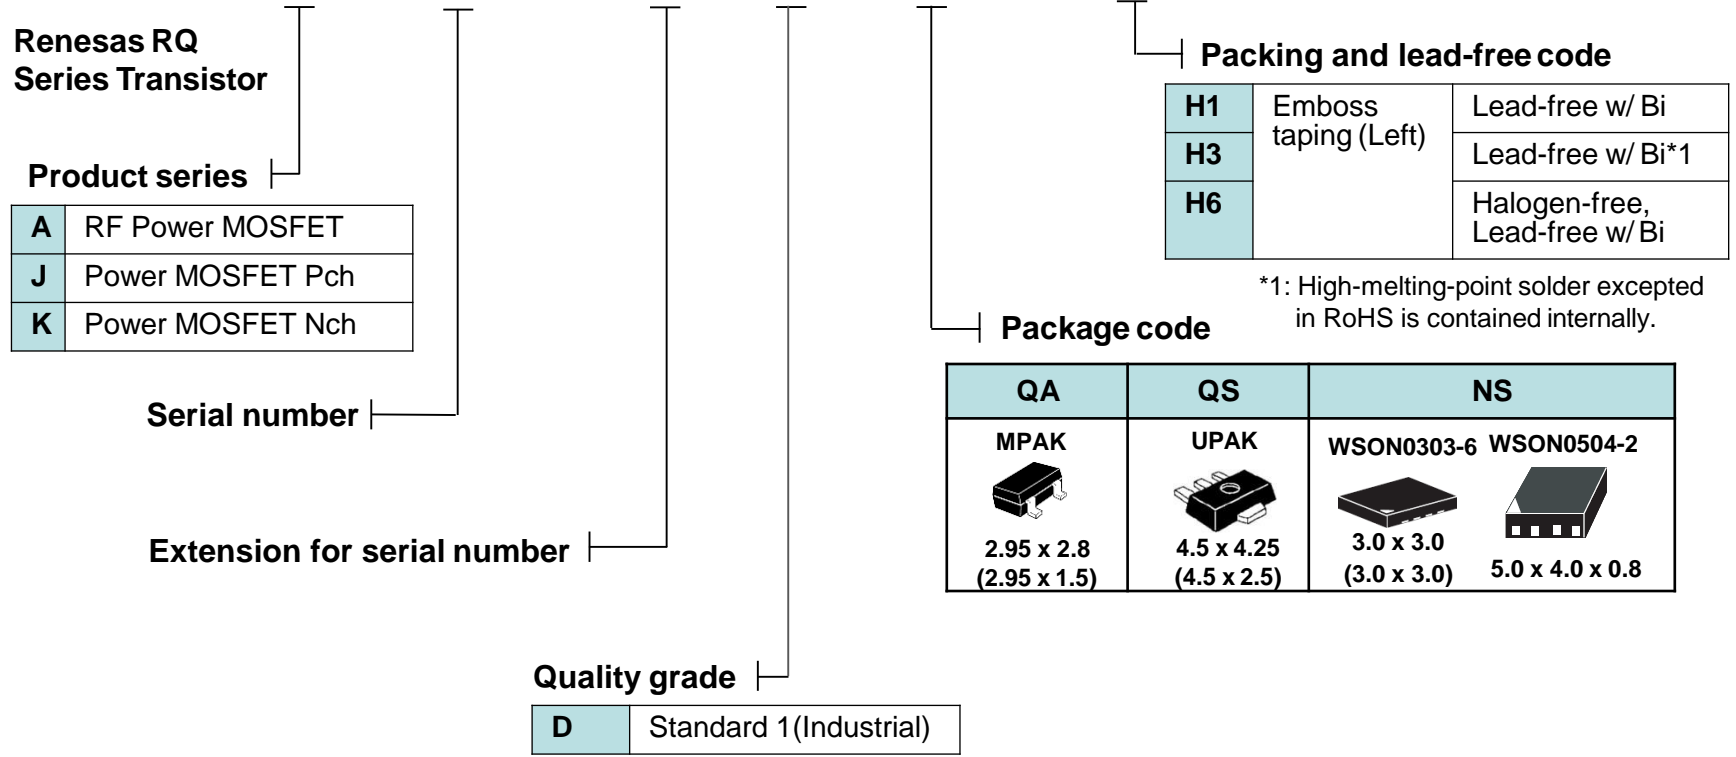 Renesas RQ
Series Transistor
Product series
A RF Power MOSFET
J Power MOSFET Pch
K Power MOSFET Nch
Serial number
Extension for serial number
Quality grade
D Standard 1(Industrial)
Packing and lead-free code
H1 Emboss Lead-free w/ Bi
taping (Left)
H3 Lead-free w/ Bi*1
H6 Halogen-free,
Lead-free w/ Bi
*1: High-melting-point solder excepted
in RoHS is contained internally.
Package code
QA QS NS
MPAK UPAK WSON0303-6 WSON0504-2
2.95 x 2.8 4.5 x 4.25 3.0 x 3.0
(2.95 x 1.5) (4.5 x 2.5) (3.0 x 3.0) 5.0 x 4.0 x 0.8